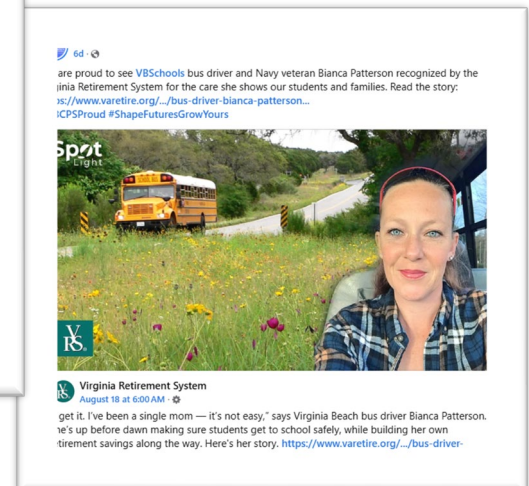 6d ·
are proud to see VBSchools bus driver and Navy veteran Bianca Patterson recognized by the
ginia Retirement System for the care she shows our students and families. Read the story:
os://www.varetire.org/.../bus-driver-bianca-patterson...
CPSProud #ShapeFuturesGrowYours
Spot
Light
VRS
Virginia Retirement System
VRS
August 18 at 6:00 AM ·
get it. I've been a single mom — it's not easy," says Virginia Beach bus driver Bianca Patterson.
he's up before dawn making sure students get to school safely, while building her own
tirement savings along the way. Here's her story. https://www.varetire.org/.../bus-driver-